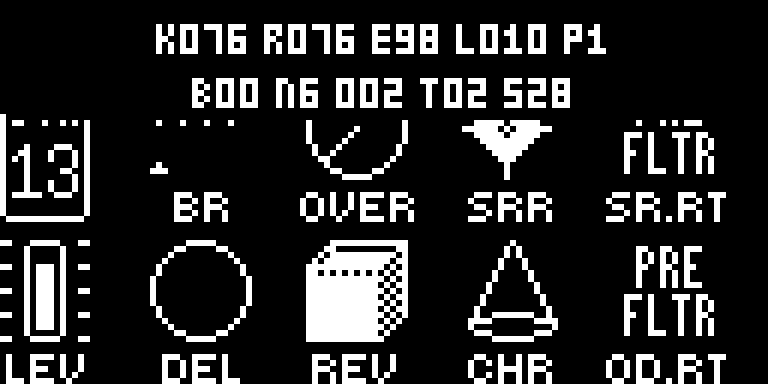 K076 R076 E98 L010 P1
B00 N6 002 T02 S28
13 FLTR
BR OVER SRR SR.RT
PRE
FLTR
LEV DEL REV CHR OD.RT